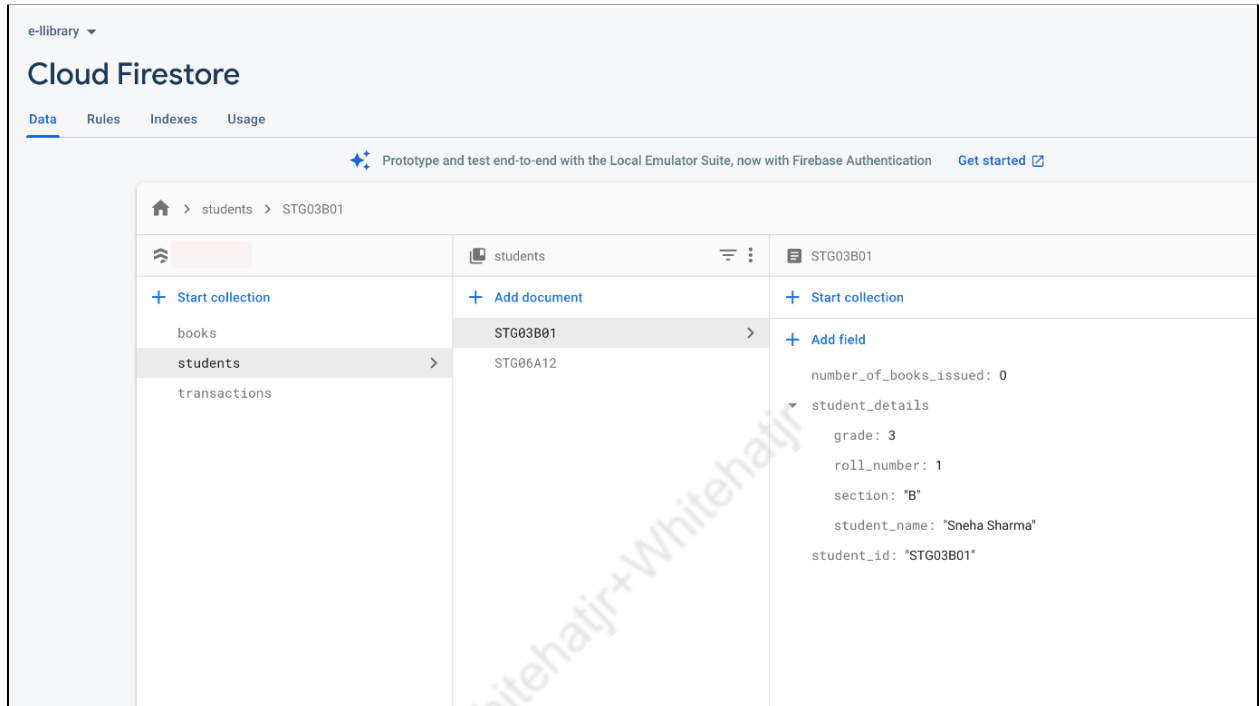 e-llibrary
Cloud Firestore
Data Rules Indexes Usage
Prototype and test end-to-end with the Local Emulator Suite, now with Firebase Authentication Get started
students > STG03B01
students
STG03B01
+ Start collection
+ Add document
+ Start collection
books
students
transactions
STG03B01
STG06A12
+ Add field
number_of_books_issued: 0
student_details
grade: 3
roll_number: 1
section: "B"
student_name: "Sneha Sharma"
student_id: "STG03B01"
itehatjr+Whitehatjr